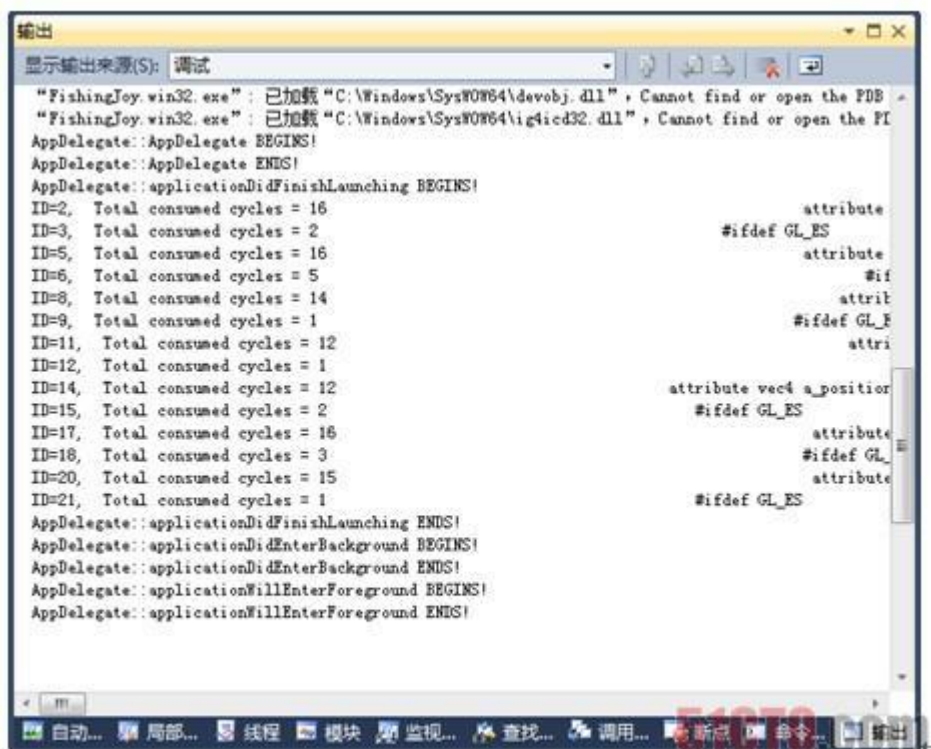 输出
显示输出来源(S): 调试
“FishingJoy.win32.exe”: 已加载“C:\Windows\SysWOW64\devobj.dll”, Cannot find or open the PDB
“FishingJoy.win32.exe”: 已加载“C:\Windows\SysWOW64\ig4icd32.dll”, Cannot find or open the
AppDelegate::AppDelegate BEGINS!
AppDelegate::AppDelegate ENDS!
AppDelegate::applicationDidFinishLaunching BEGINS!
ID=2, Total consumed cycles = 16 attribute
ID=3, Total consumed cycles = 2 #ifdef GL_ES
ID=5, Total consumed cycles = 16 attribute
ID=6, Total consumed cycles = 5 #if
ID=8, Total consumed cycles = 14 attrib
ID=9, Total consumed cycles = 1 #ifdef GL_E
ID=11, Total consumed cycles = 12 attri
ID=12, Total consumed cycles = 1
ID=14, Total consumed cycles = 12 attribute vec4 a_position
ID=15, Total consumed cycles = 2 #ifdef GL_ES
ID=17, Total consumed cycles = 16 attribute
ID=18, Total consumed cycles = 3 #ifdef GL_
ID=20, Total consumed cycles = 15 attribute
ID=21, Total consumed cycles = 1 #ifdef GL_ES
AppDelegate::applicationDidFinishLaunching ENDS!
AppDelegate::applicationDidEnterBackground BEGINS!
AppDelegate::applicationDidEnterBackground ENDS!
AppDelegate::applicationWillEnterForeground BEGINS!
AppDelegate::applicationWillEnterForeground ENDS!
自动... 局部... 线程 模块 监视... 查找... 调用... 断点 命令... 输出